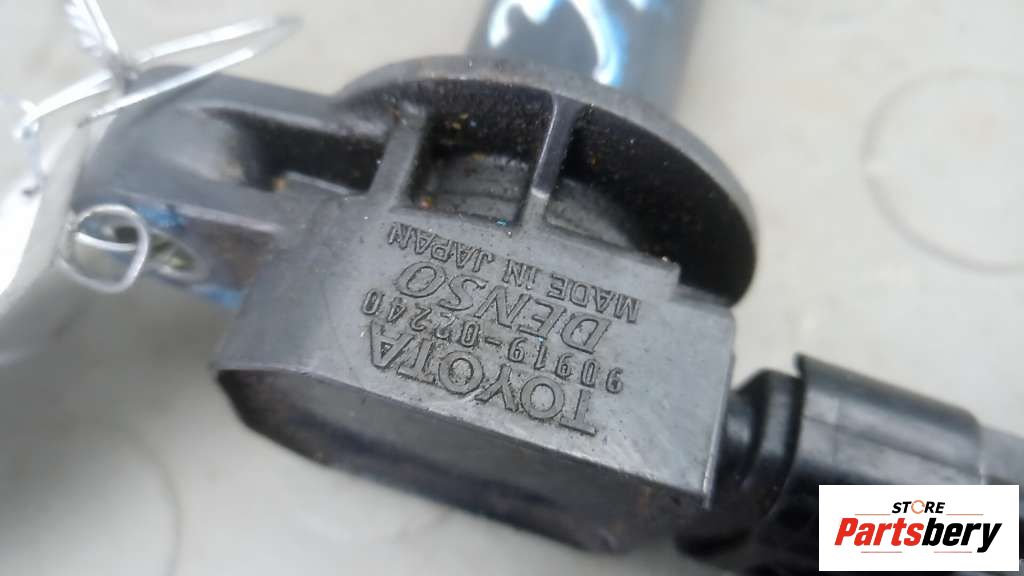 TOYOTA
90919-02240
DENSO
MADE IN JAPAN
STORE
Partsbery